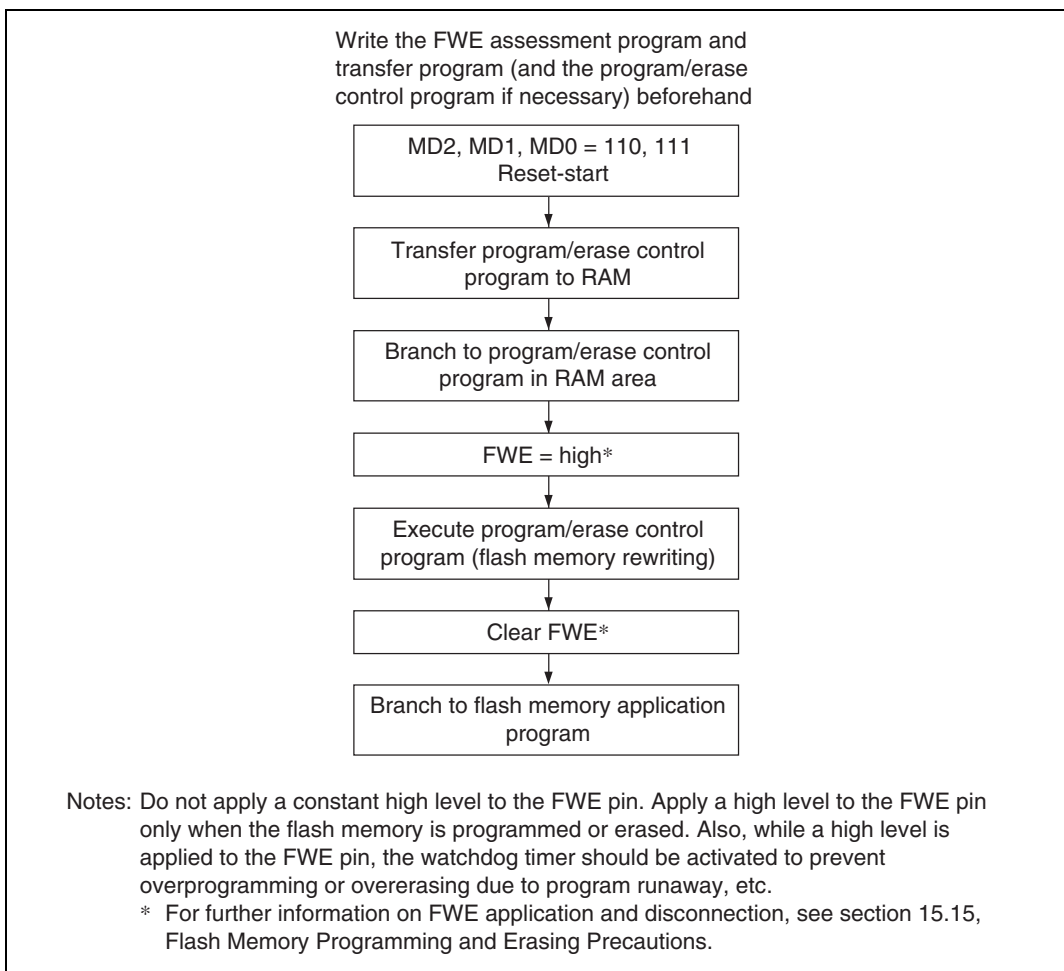 Write the FWE assessment program and
transfer program (and the program/erase
control program if necessary) beforehand
MD2, MD1, MD0 = 110, 111
Reset-start
Transfer program/erase control
program to RAM
Branch to program/erase control
program in RAM area
FWE = high*
Execute program/erase control
program (flash memory rewriting)
Clear FWE*
Branch to flash memory application
program
Notes: Do not apply a constant high level to the FWE pin. Apply a high level to the FWE pin
only when the flash memory is programmed or erased. Also, while a high level is
applied to the FWE pin, the watchdog timer should be activated to prevent
overprogramming or overerasing due to program runaway, etc.
* For further information on FWE application and disconnection, see section 15.15,
Flash Memory Programming and Erasing Precautions.